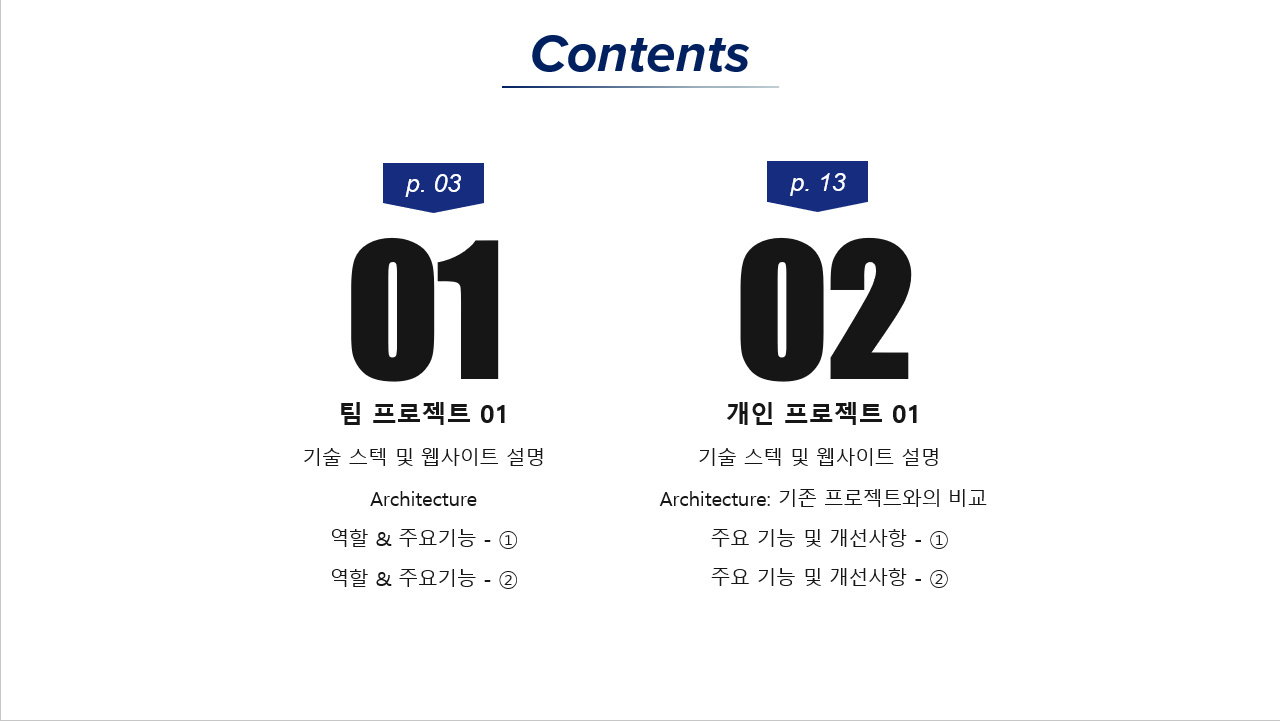 Contents
p. 03
01
팀 프로젝트 01
기술 스텍 및 웹사이트 설명
Architecture
역할 & 주요기능 - ①
역할 & 주요기능 - ②
p. 13
02
개인 프로젝트 01
기술 스텍 및 웹사이트 설명
Architecture: 기존 프로젝트와의 비교
주요 기능 및 개선사항 - ①
주요 기능 및 개선사항 - ②